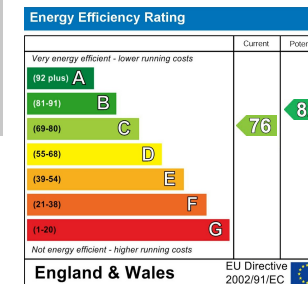 Energy Efficiency Rating
Current
Very energy efficient - lower running costs
(92 plus) A
(81-91) B
(69-80) C 76
(55-68) D
(39-54) E
(21-38) F
(1-20) G
Not energy efficient - higher running costs
England & Wales
EU Directive
2002/91/EC